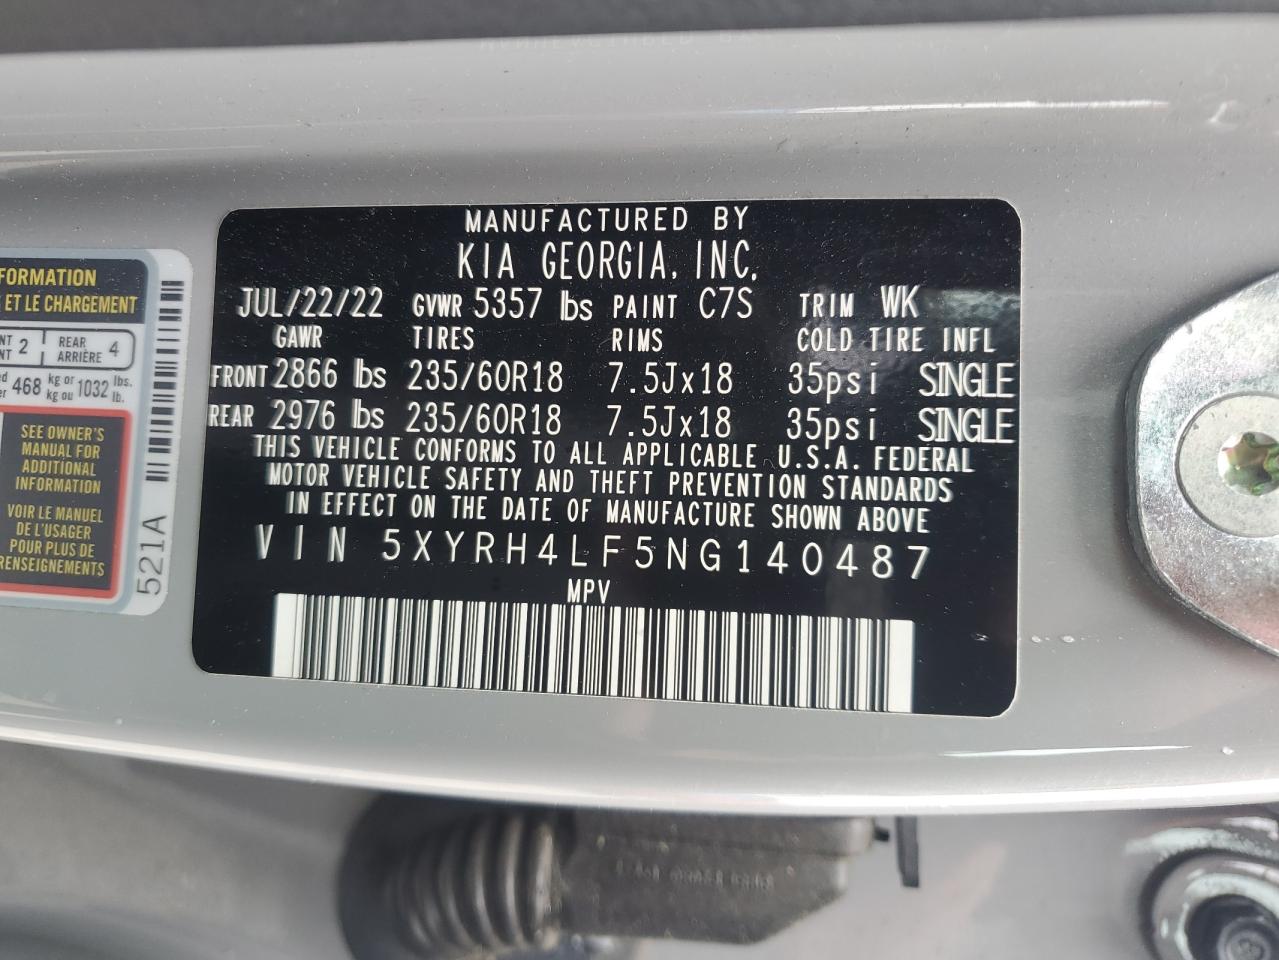 MANUFACTURED BY
KIA GEORGIA, INC.
JUL/22/22 GVWR 5357 lbs PAINT C7S TRIM WK
GAWR TIRES RIMS COLD TIRE INFL
FRONT 2866 lbs 235/60R18 7.5Jx18 35psi SINGLE
REAR 2976 lbs 235/60R18 7.5Jx18 35psi SINGLE
THIS VEHICLE CONFORMS TO ALL APPLICABLE U.S.A. FEDERAL
MOTOR VEHICLE SAFETY AND THEFT PREVENTION STANDARDS
IN EFFECT ON THE DATE OF MANUFACTURE SHOWN ABOVE
VIN 5XYRH4LF5NG140487
MPV
FORMATION
ET LE CHARGEMENT
2 REAR
ARRIÈRE 4
468 kg or
kg ou 1032 lbs.
lb.
SEE OWNER'S
MANUAL FOR
ADDITIONAL
INFORMATION
VOIR LE MANUEL
DE L'USAGER
POUR PLUS DE
RENSEIGNEMENTS
521A